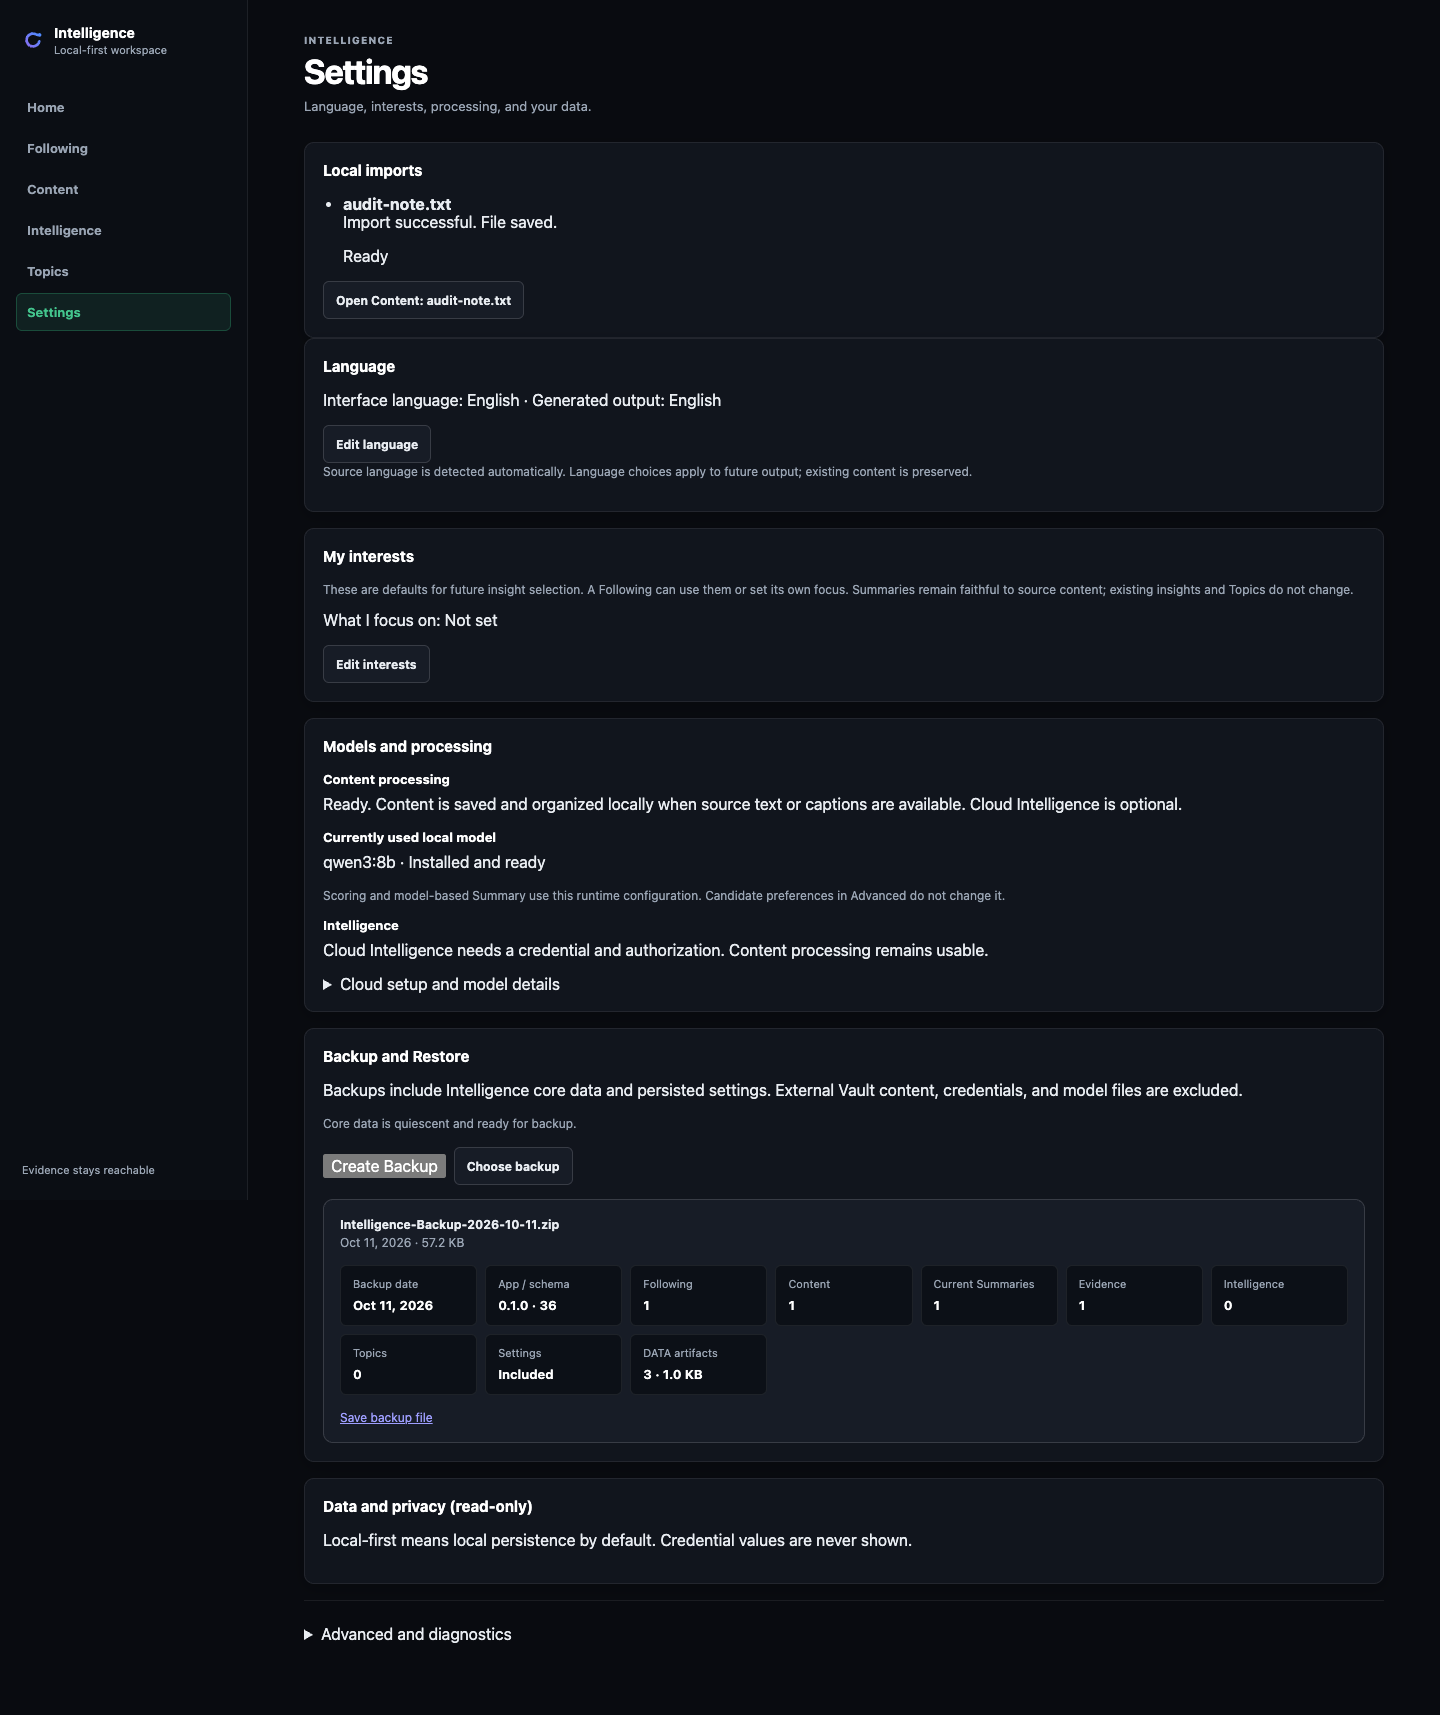 Intelligence
Local-first workspace
Home
Following
Content
Intelligence
Topics
Settings
Evidence stays reachable
INTELLIGENCE
Settings
Language, interests, processing, and your data.
Local imports
audit-note.txt
Import successful. File saved.
Ready
Open Content: audit-note.txt
Language
Interface language: English · Generated output: English
Edit language
Source language is detected automatically. Language choices apply to future output; existing content is preserved.
My interests
These are defaults for future insight selection. A Following can use them or set its own focus. Summaries remain faithful to source content; existing insights and Topics do not change.
What I focus on: Not set
Edit interests
Models and processing
Content processing
Ready. Content is saved and organized locally when source text or captions are available. Cloud Intelligence is optional.
Currently used local model
qwen3:8b · Installed and ready
Scoring and model-based Summary use this runtime configuration. Candidate preferences in Advanced do not change it.
Intelligence
Cloud Intelligence needs a credential and authorization. Content processing remains usable.
Cloud setup and model details
Backup and Restore
Backups include Intelligence core data and persisted settings. External Vault content, credentials, and model files are excluded.
Core data is quiescent and ready for backup.
Create Backup Choose backup
Intelligence-Backup-2026-10-11.zip
Oct 11, 2026 · 57.2 KB
Backup date App / schema Following Content Current Summaries Evidence Intelligence
Oct 11, 2026 0.1.0 · 36 1 1 1 1 0
Topics Settings DATA artifacts
0 Included 3 · 1.0 KB
Save backup file
Data and privacy (read-only)
Local-first means local persistence by default. Credential values are never shown.
Advanced and diagnostics